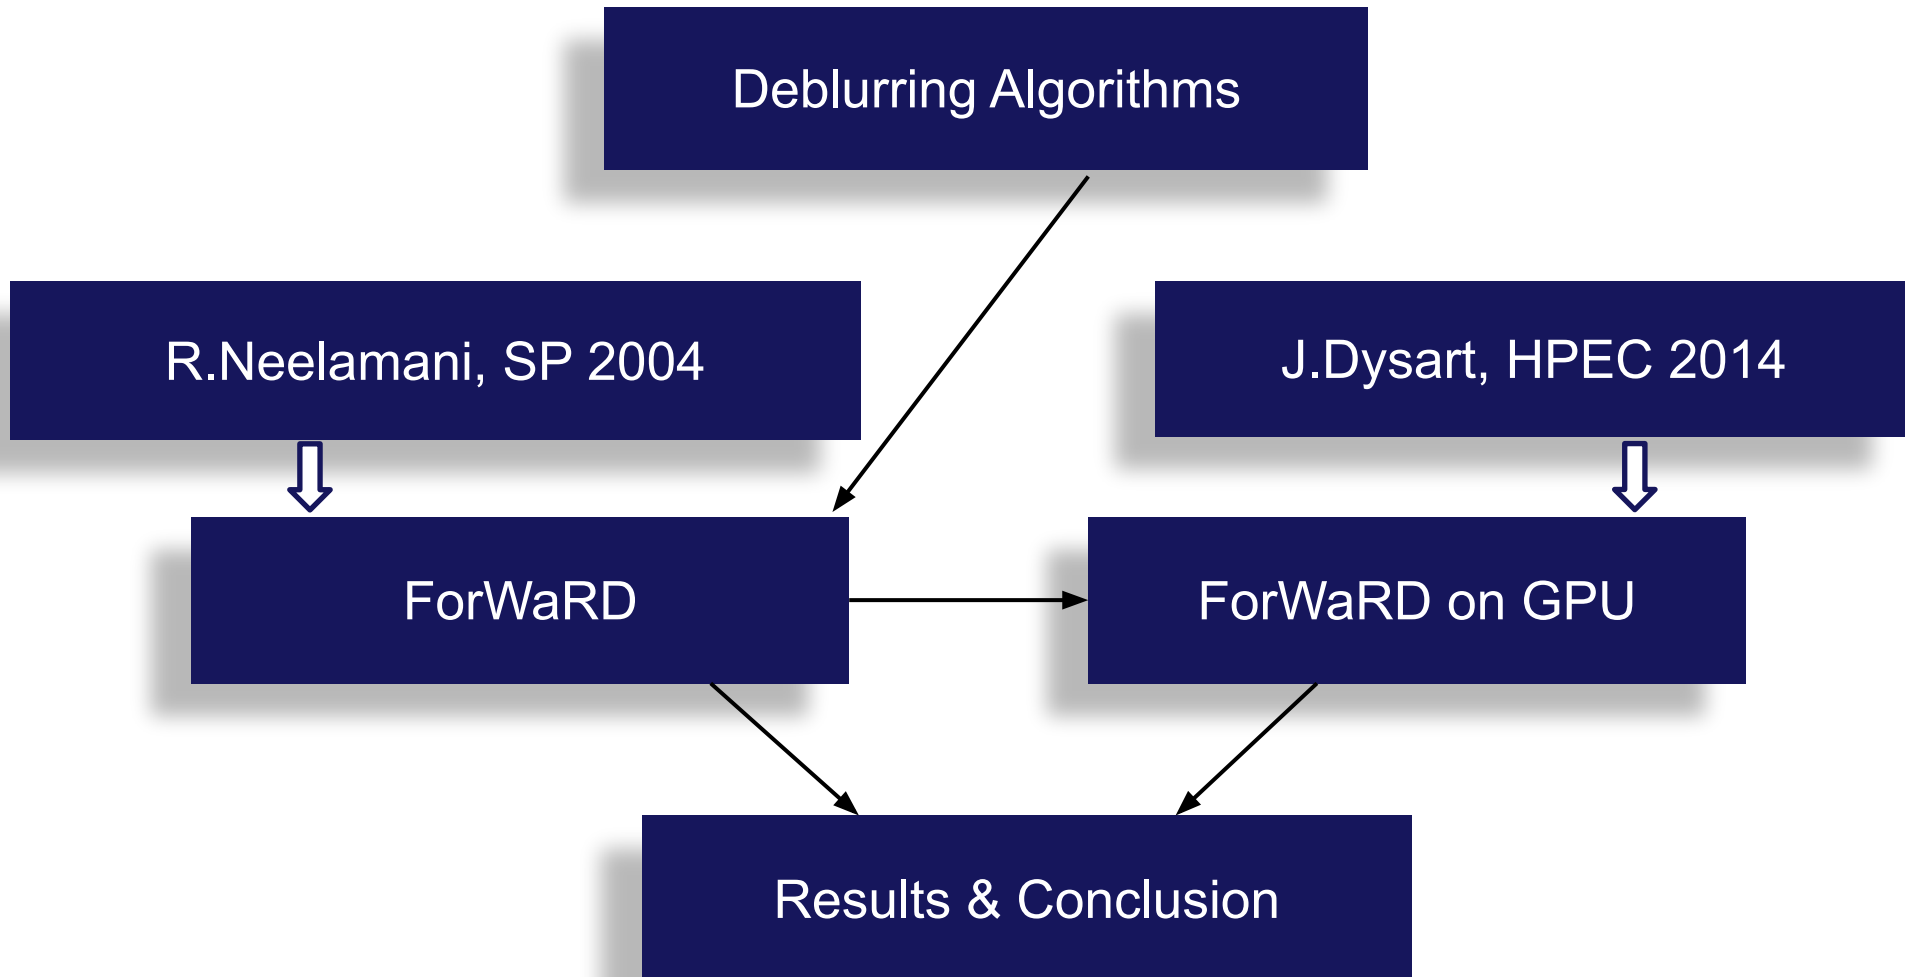 Deblurring Algorithms
R.Neelamani, SP 2004
J.Dysart, HPEC 2014
ForWaRD
ForWaRD on GPU
Results & Conclusion